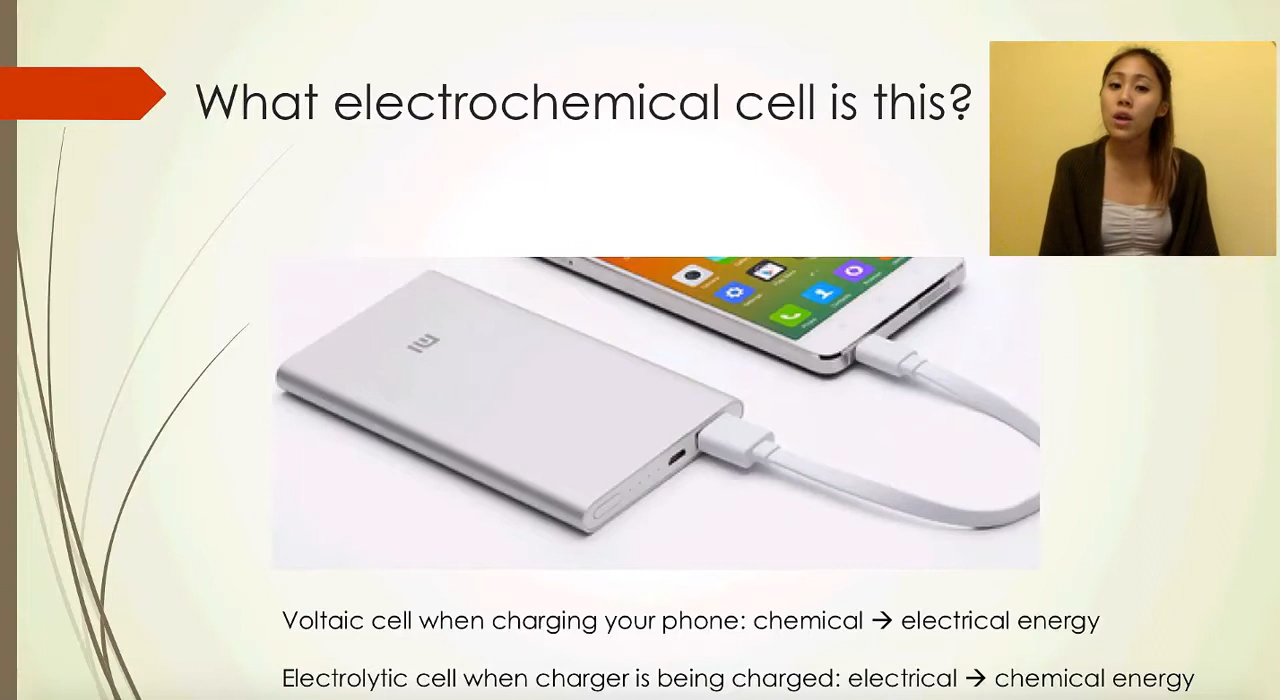 What electrochemical cell is this?
mi
Voltaic cell when charging your phone: chemical → electrical energy
Electrolytic cell when charger is being charged: electrical → chemical energy